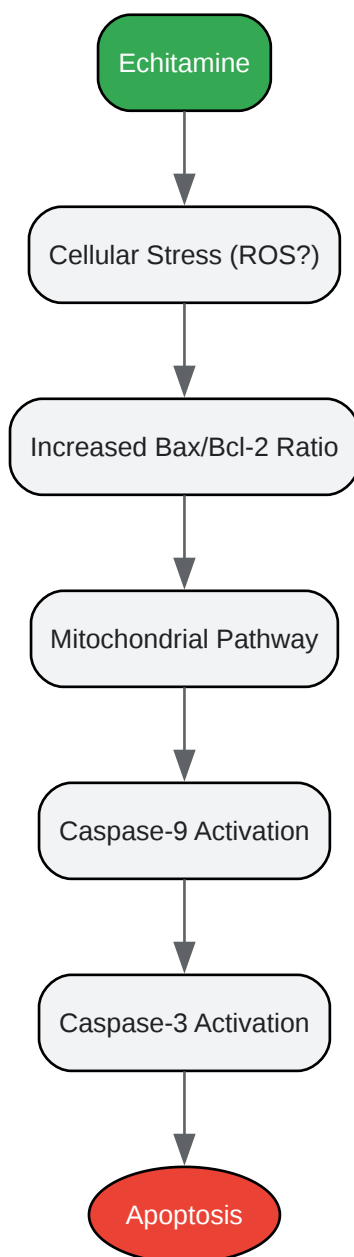 Echitamine
Cellular Stress (ROS?)
Increased Bax/Bcl-2 Ratio
Mitochondrial Pathway
Caspase-9 Activation
Caspase-3 Activation
Apoptosis